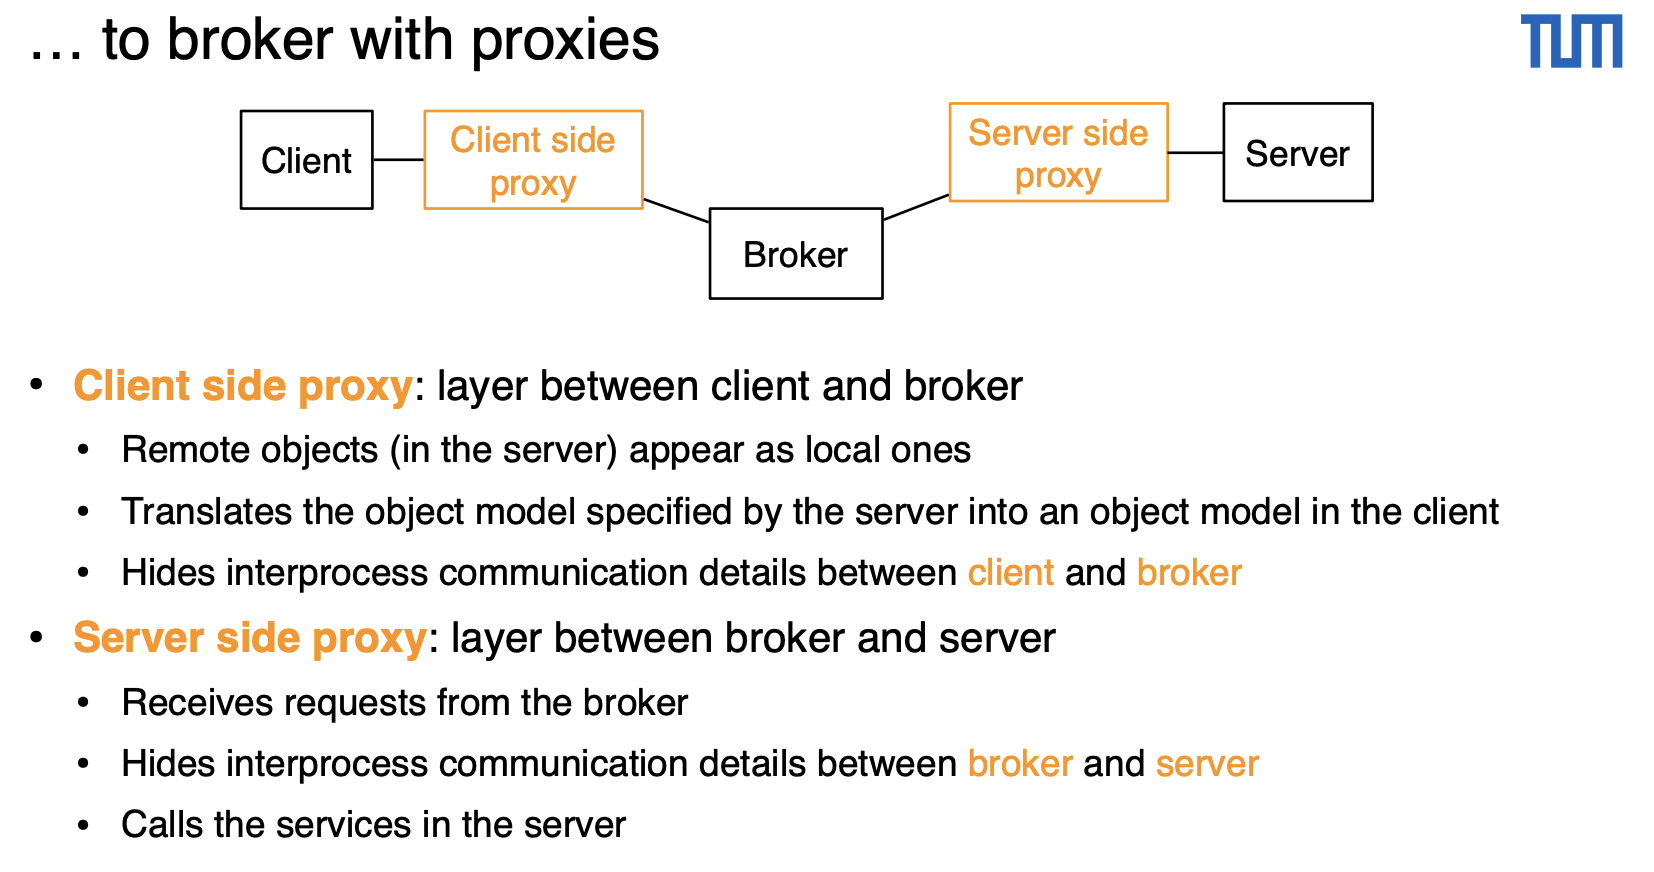 … to broker with proxies
TUM
Client
Client side
proxy
Broker
Server side
proxy
Server
• Client side proxy: layer between client and broker
• Remote objects (in the server) appear as local ones
• Translates the object model specified by the server into an object model in the client
• Hides interprocess communication details between client and broker
• Server side proxy: layer between broker and server
• Receives requests from the broker
• Hides interprocess communication details between broker and server
• Calls the services in the server